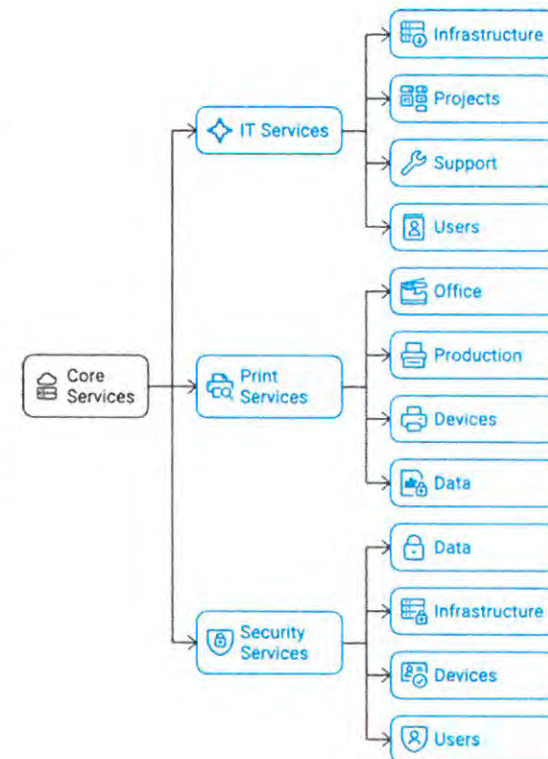 Infrastructure
Projects
IT Services
Support
Users
Office
Production
Core
Services
Print
Services
Devices
Data
Data
Infrastructure
Security
Services
Devices
Users